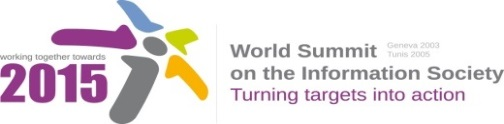 working together towards
2015
World Summit
Geneva 2003
Tunis 2005
on the Information Society
Turning targets into action